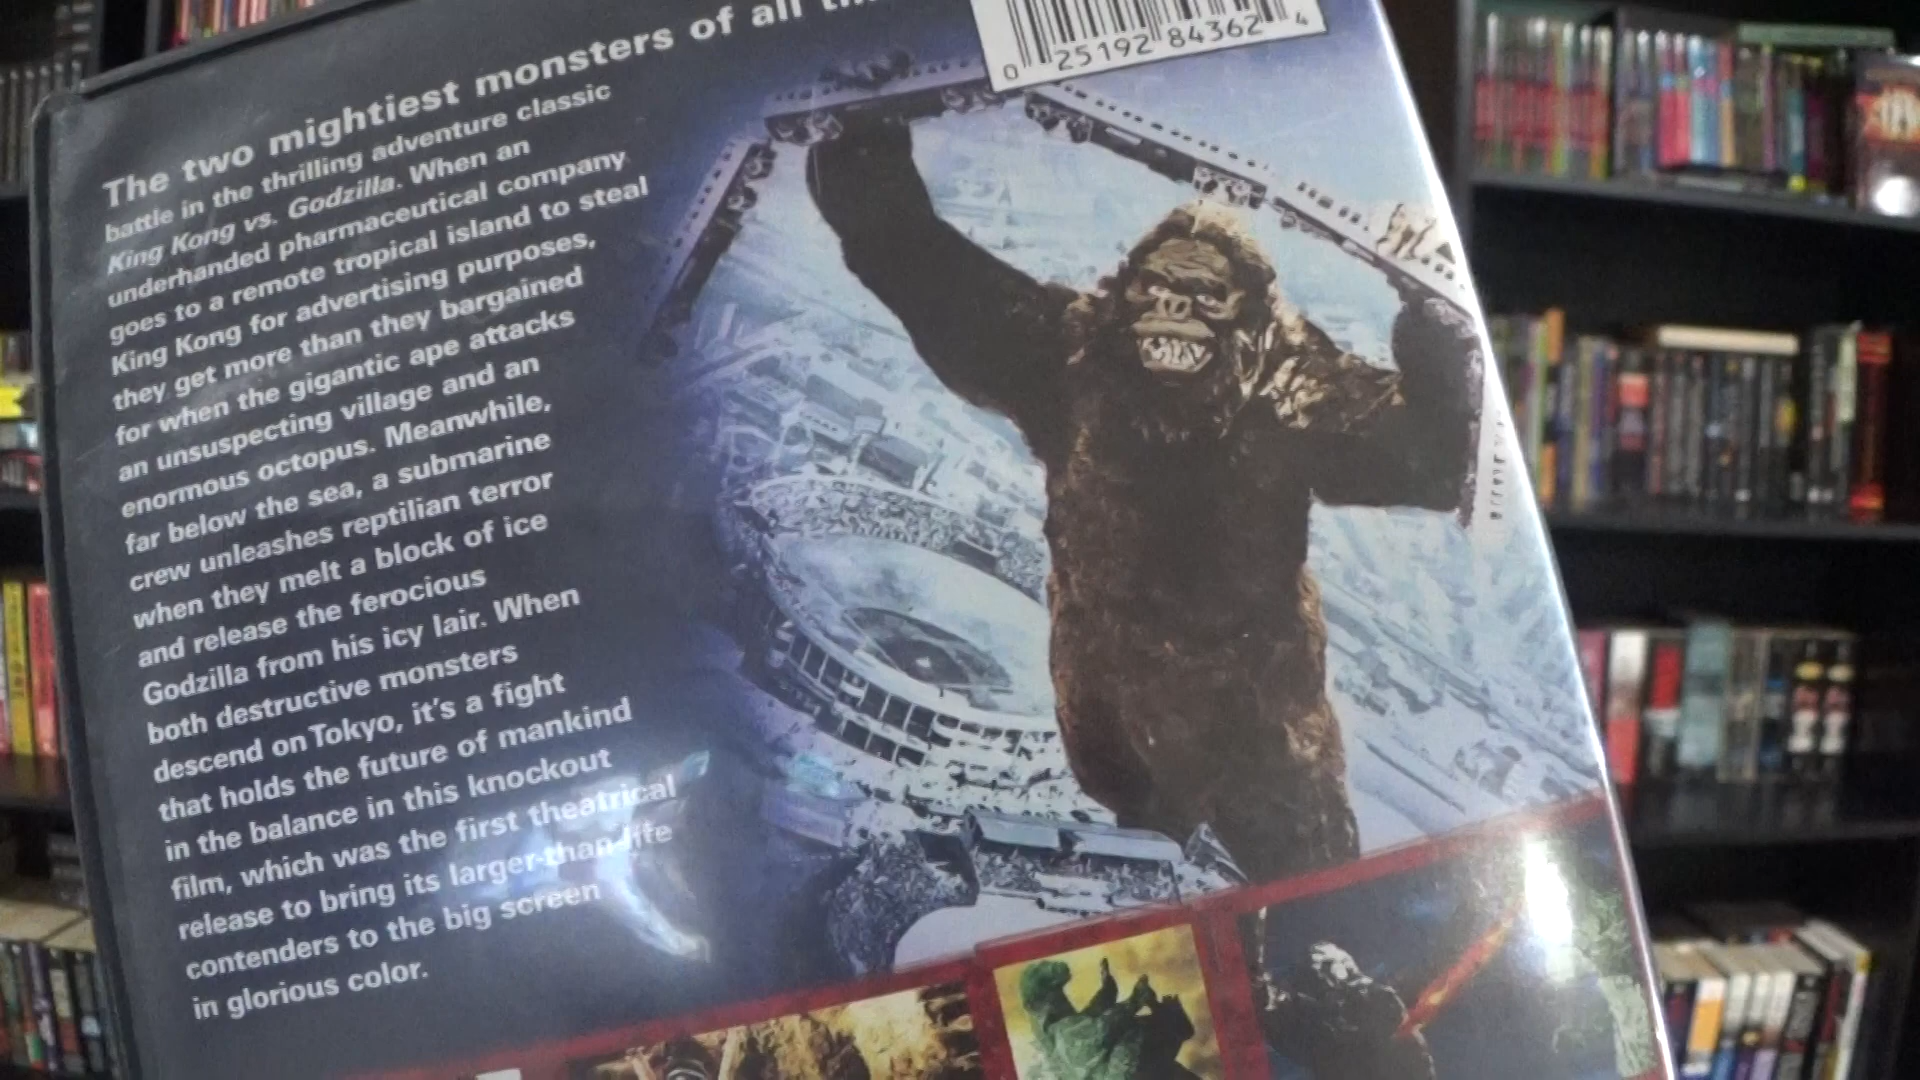 The two mightiest monsters of all
battle in the thrilling adventure classic
King Kong vs. Godzilla. When an
underhanded pharmaceutical company
goes to a remote tropical island to steal
King Kong for advertising purposes,
they get more than they bargained
for when the gigantic ape attacks
an unsuspecting village and an
enormous octopus. Meanwhile,
far below the sea, a submarine
crew unleashes reptilian terror
when they melt a block of ice
and release the ferocious
Godzilla from his icy lair. When
both destructive monsters
descend on Tokyo, it's a fight
that holds the future of mankind
in the balance in this knockout
film, which was the first theatrical
release to bring its larger-than-life
contenders to the big screen
in glorious color.
0 25192 84362 4